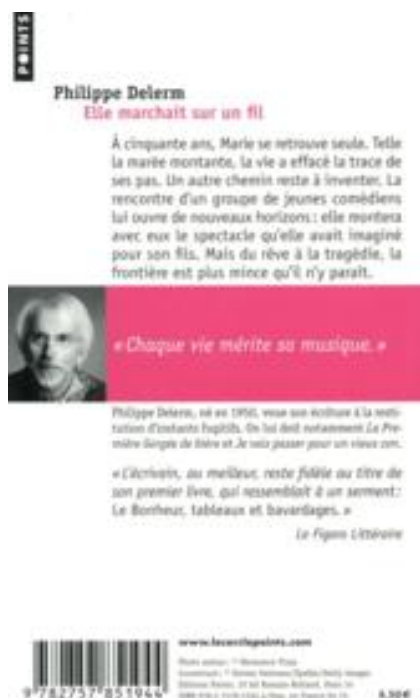 POINTS
Philippe Delerm
Elle marchait sur un fil
À cinquante ans, Marie se retrouve seule. Telle
la marée montante, la vie a effacé la trace de
ses pas. Un autre chemin reste à inventer. La
rencontre d'un groupe de jeunes comédiens
lui ouvre de nouveaux horizons : elle montera
avec eux le spectacle qu'elle avait imaginé
pour son fils. Mais du rêve à la tragédie, la
frontière est plus mince qu'il n'y paraît.
« Chaque vie mérite sa musique. »
Philippe Delerm, né en 1950, voue son écriture à la resti-
tution d'instants fugitifs. On lui doit notamment La Pre-
mière Gorgée de bière et Je vais passer pour un vieux con.
« L'écrivain, au meilleur, reste fidèle au titre de
son premier livre, qui ressemblait à un serment :
Le Bonheur, tableaux et bavardages. »
Le Figaro Littéraire
www.lecerclepoints.com
9 782757 851944